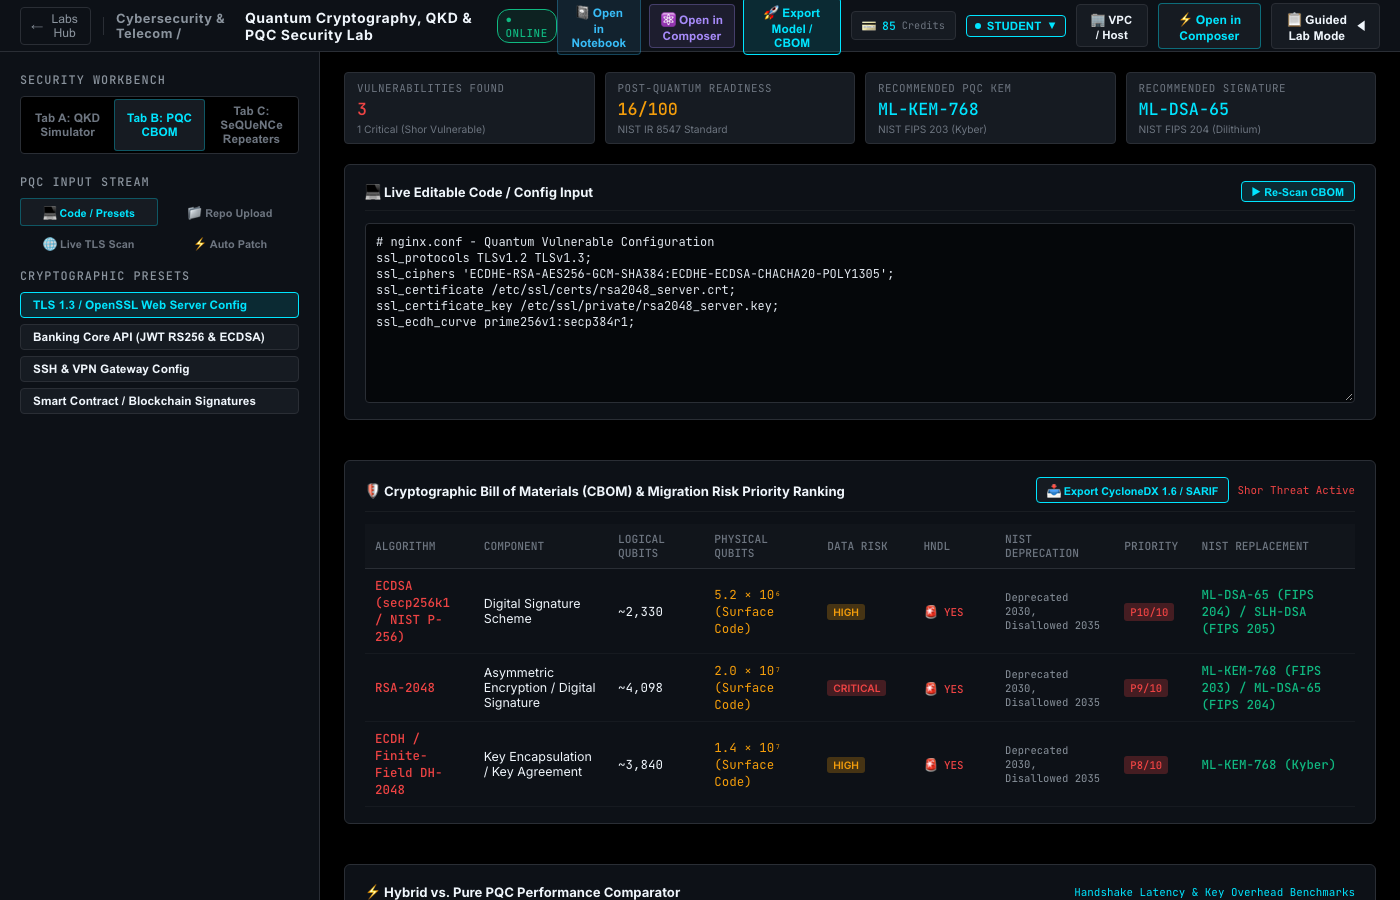 ← Labs Hub
Cybersecurity & Telecom /
Quantum Cryptography, QKD & PQC Security Lab
● ONLINE
Open in Notebook
Open in Composer
Export Model / CBOM
85 Credits
● STUDENT ▼
VPC / Host
⚡ Open in Composer
Guided Lab Mode ◀
SECURITY WORKBENCH
Tab A: QKD Simulator
Tab B: PQC CBOM
Tab C: SeQUeNCe Repeaters
PQC INPUT STREAM
Code / Presets
Repo Upload
Live TLS Scan
⚡ Auto Patch
CRYPTOGRAPHIC PRESETS
TLS 1.3 / OpenSSL Web Server Config
Banking Core API (JWT RS256 & ECDSA)
SSH & VPN Gateway Config
Smart Contract / Blockchain Signatures
VULNERABILITIES FOUND
3
1 Critical (Shor Vulnerable)
POST-QUANTUM READINESS
16/100
NIST IR 8547 Standard
RECOMMENDED PQC KEM
ML-KEM-768
NIST FIPS 203 (Kyber)
RECOMMENDED SIGNATURE
ML-DSA-65
NIST FIPS 204 (Dilithium)
Live Editable Code / Config Input
▶ Re-Scan CBOM
# nginx.conf - Quantum Vulnerable Configuration
ssl_protocols TLSv1.2 TLSv1.3;
ssl_ciphers 'ECDHE-RSA-AES256-GCM-SHA384:ECDHE-ECDSA-CHACHA20-POLY1305';
ssl_certificate /etc/ssl/certs/rsa2048_server.crt;
ssl_certificate_key /etc/ssl/private/rsa2048_server.key;
ssl_ecdh_curve prime256v1:secp384r1;
Cryptographic Bill of Materials (CBOM) & Migration Risk Priority Ranking
Export CycloneDX 1.6 / SARIF
Shor Threat Active
ALGORITHM COMPONENT LOGICAL QUBITS PHYSICAL QUBITS DATA RISK HNDL NIST DEPRECATION PRIORITY NIST REPLACEMENT
ECDSA (secp256k1 / NIST P-256) Digital Signature Scheme ~2,330 5.2 × 10⁶ (Surface Code) HIGH YES Deprecated 2030, Disallowed 2035 P10/10 ML-DSA-65 (FIPS 204) / SLH-DSA (FIPS 205)
RSA-2048 Asymmetric Encryption / Digital Signature ~4,098 2.0 × 10⁷ (Surface Code) CRITICAL YES Deprecated 2030, Disallowed 2035 P9/10 ML-KEM-768 (FIPS 203) / ML-DSA-65 (FIPS 204)
ECDH / Finite-Field DH-2048 Key Encapsulation / Key Agreement ~3,840 1.4 × 10⁷ (Surface Code) HIGH YES Deprecated 2030, Disallowed 2035 P8/10 ML-KEM-768 (Kyber)
⚡ Hybrid vs. Pure PQC Performance Comparator
Handshake Latency & Key Overhead Benchmarks